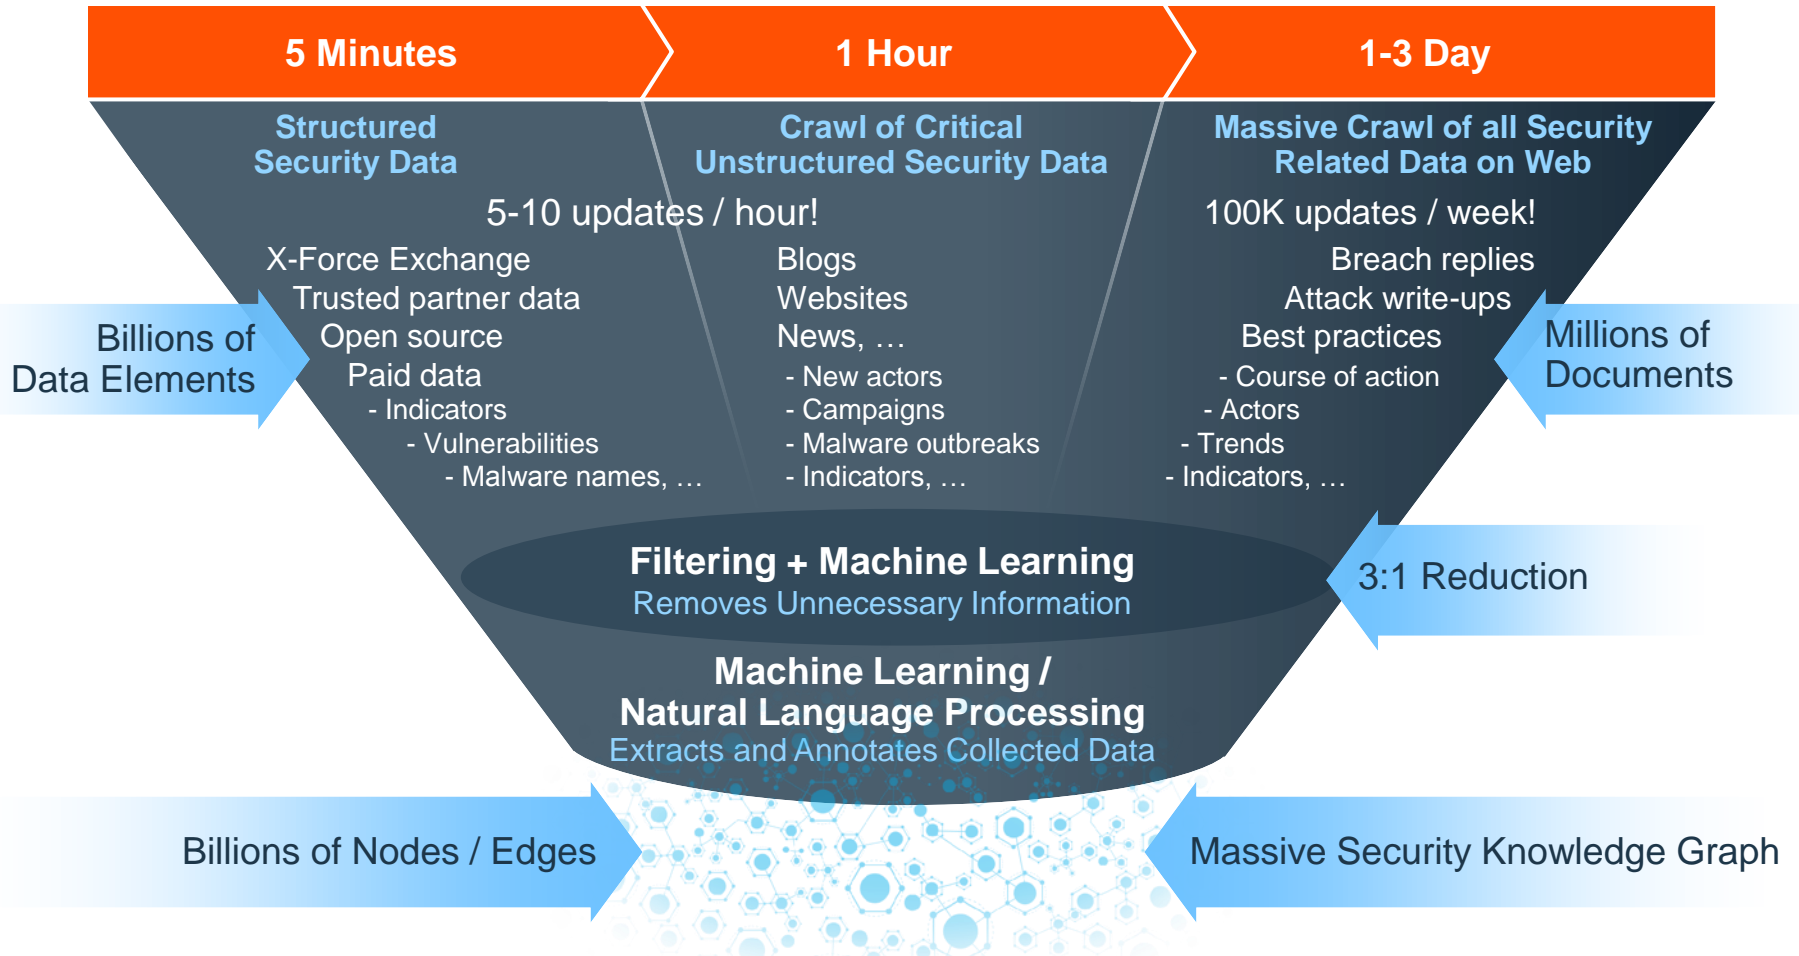 5 Minutes
1 Hour
1-3 Day
Structured
Security Data
Crawl of Critical
Unstructured Security Data
Massive Crawl of all Security
Related Data on Web
5-10 updates / hour!
100K updates / week!
X-Force Exchange
Trusted partner data
Open source
Paid data
- Indicators
- Vulnerabilities
- Malware names, …
Blogs
Websites
News, …
- New actors
- Campaigns
- Malware outbreaks
- Indicators, …
Breach replies
Attack write-ups
Best practices
- Course of action
- Actors
- Trends
- Indicators, …
Billions of
Data Elements
Millions of
Documents
Filtering + Machine Learning
Removes Unnecessary Information
3:1 Reduction
Machine Learning /
Natural Language Processing
Extracts and Annotates Collected Data
Billions of Nodes / Edges
Massive Security Knowledge Graph